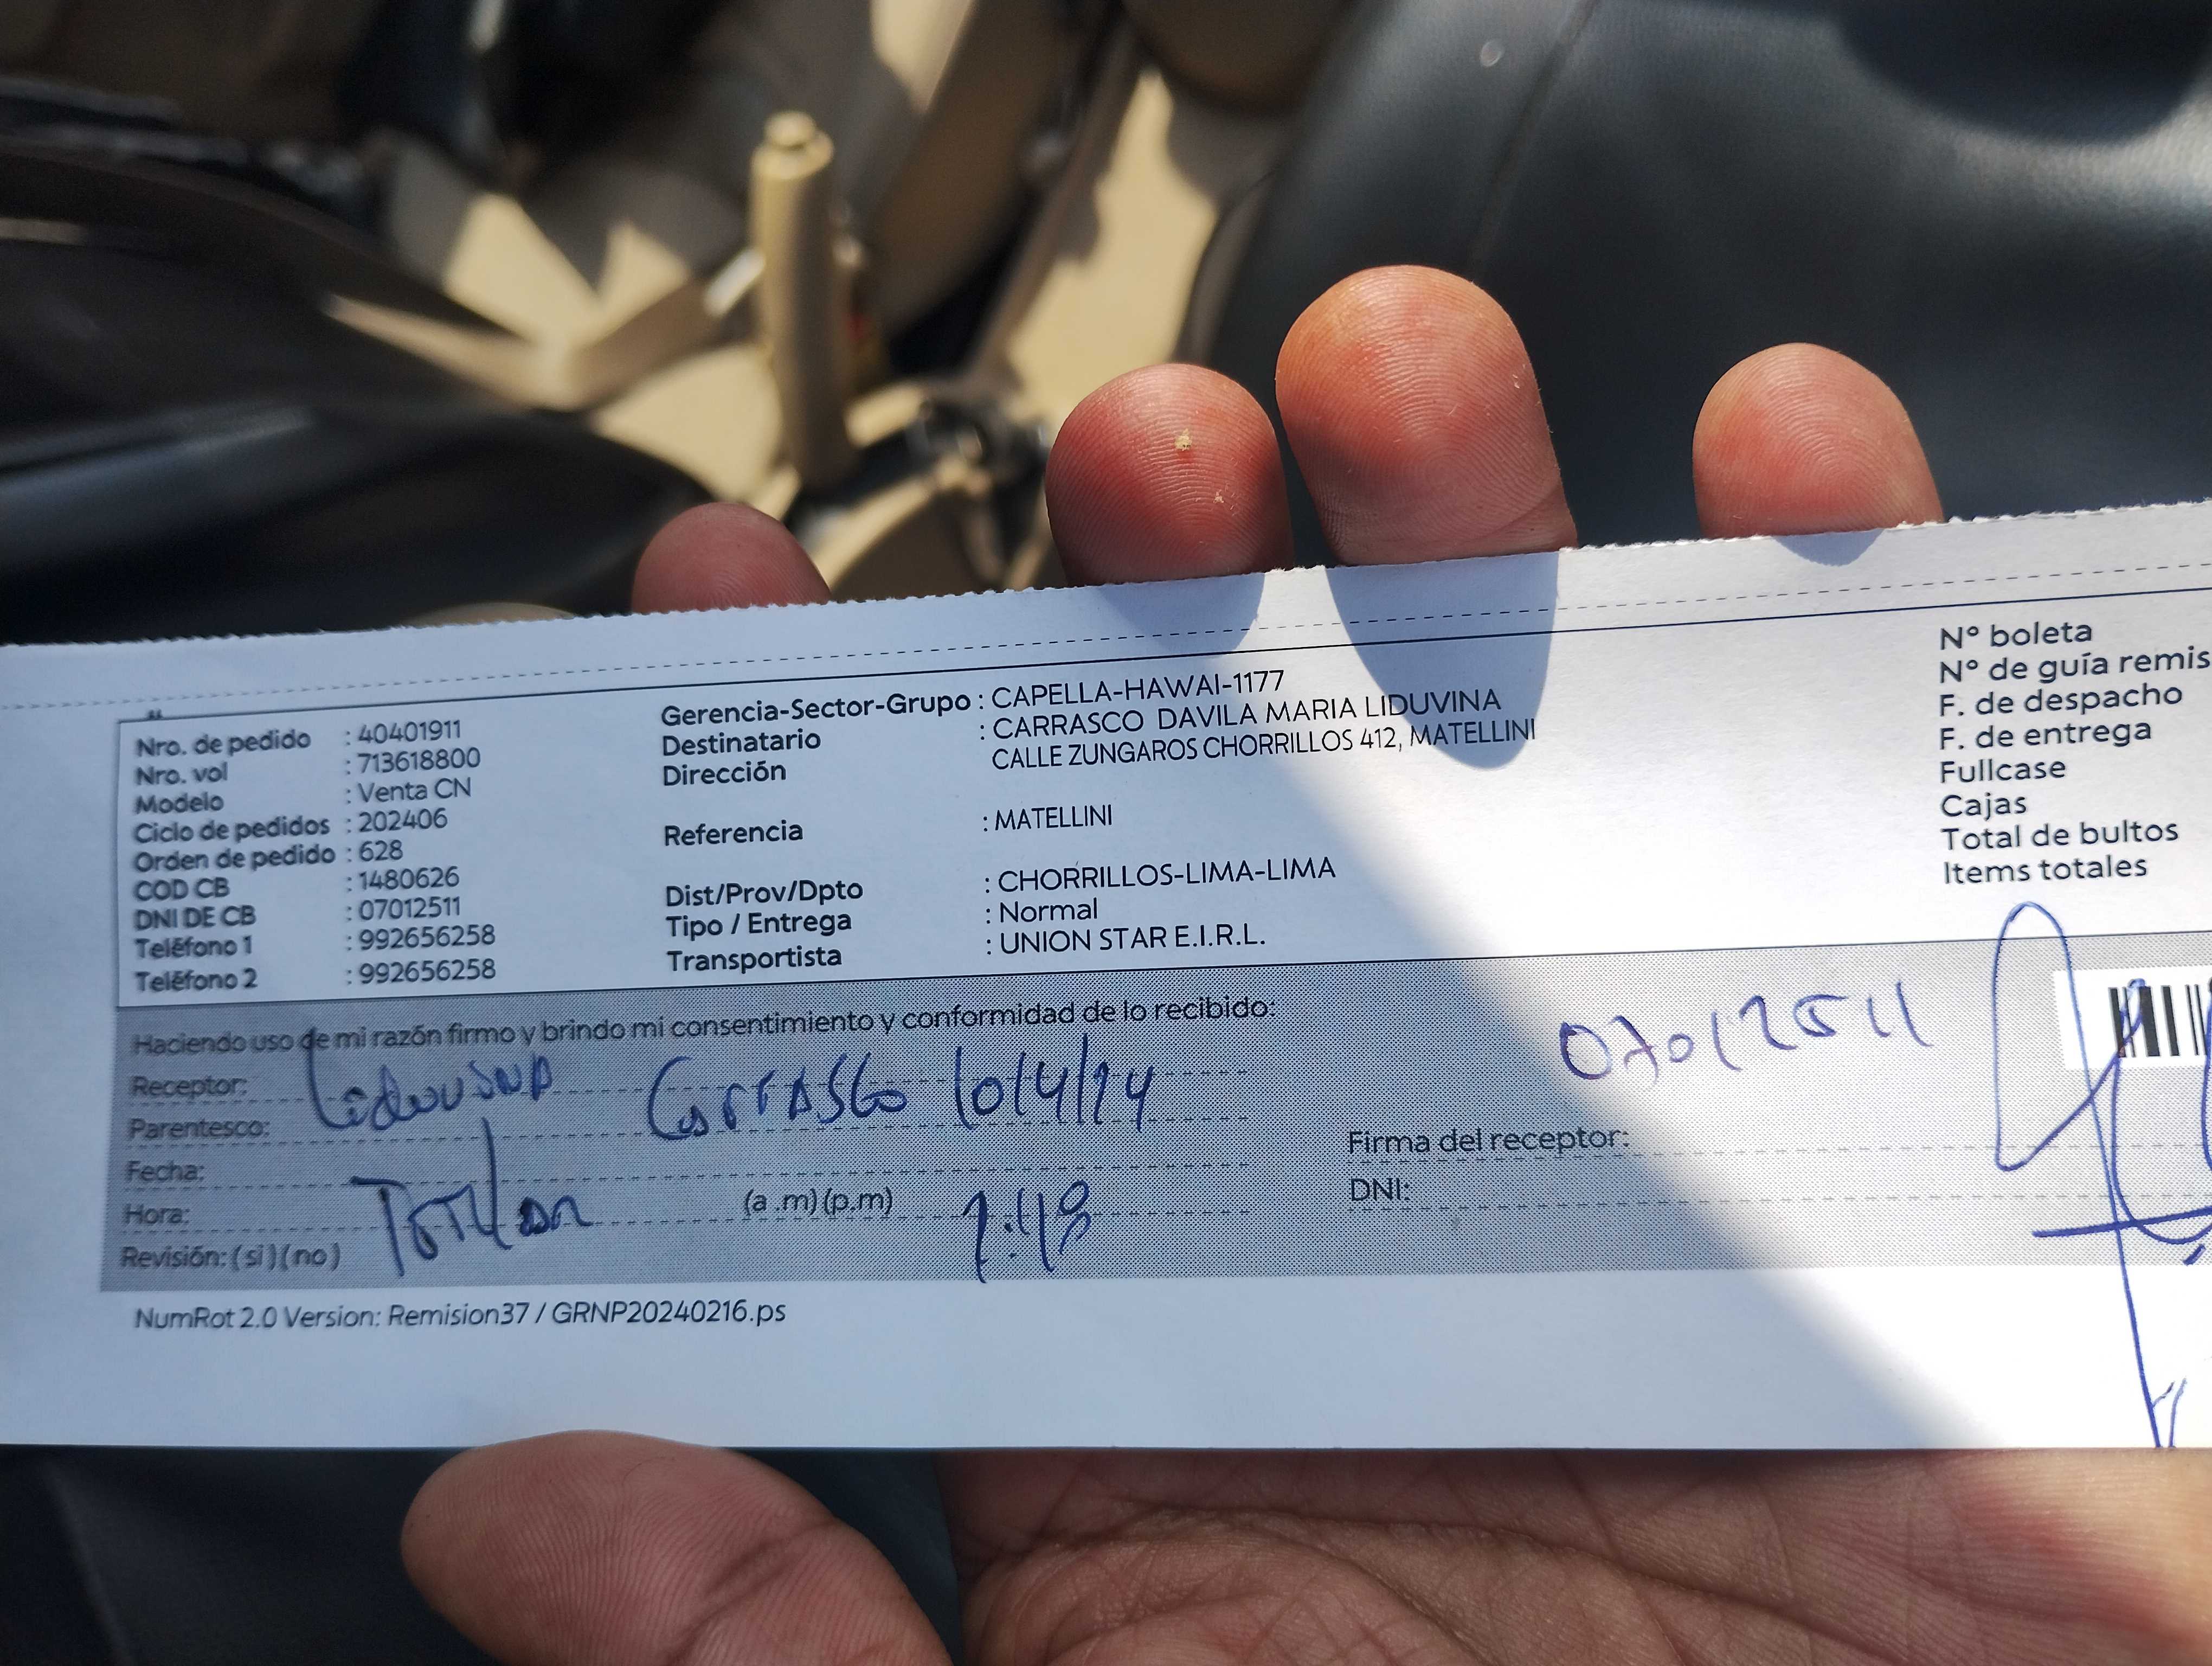 Nro. de pedido : 40401911
Nro. vol : 713618800
Modelo : Venta CN
Ciclo de pedidos : 202406
Orden de pedido : 628
COD CB : 1480626
DNI DE CB : 07012511
Teléfono 1 : 992656258
Teléfono 2 : 992656258
Gerencia-Sector-Grupo : CAPELLA-HAWAI-1177
Destinatario : CARRASCO DAVILA MARIA LIDUVINA
Dirección CALLE ZUNGAROS CHORRILLOS 412, MATELLINI
Referencia : MATELLINI
Dist/Prov/Dpto : CHORRILLOS-LIMA-LIMA
Tipo / Entrega : Normal
Transportista : UNION STAR E.I.R.L.
N° boleta
N° de guía remis
F. de despacho
F. de entrega
Fullcase
Cajas
Total de bultos
Items totales
Haciendo uso de mi razón firmo y brindo mi consentimiento y conformidad de lo recibido:
Receptor: Carrasco
Parentesco:
Fecha:
Hora: (a .m) (p.m)
Revisión: (si) (no)
07012511
Firma del receptor:
DNI:
NumRot 2.0 Version: Remision37 / GRNP20240216.ps